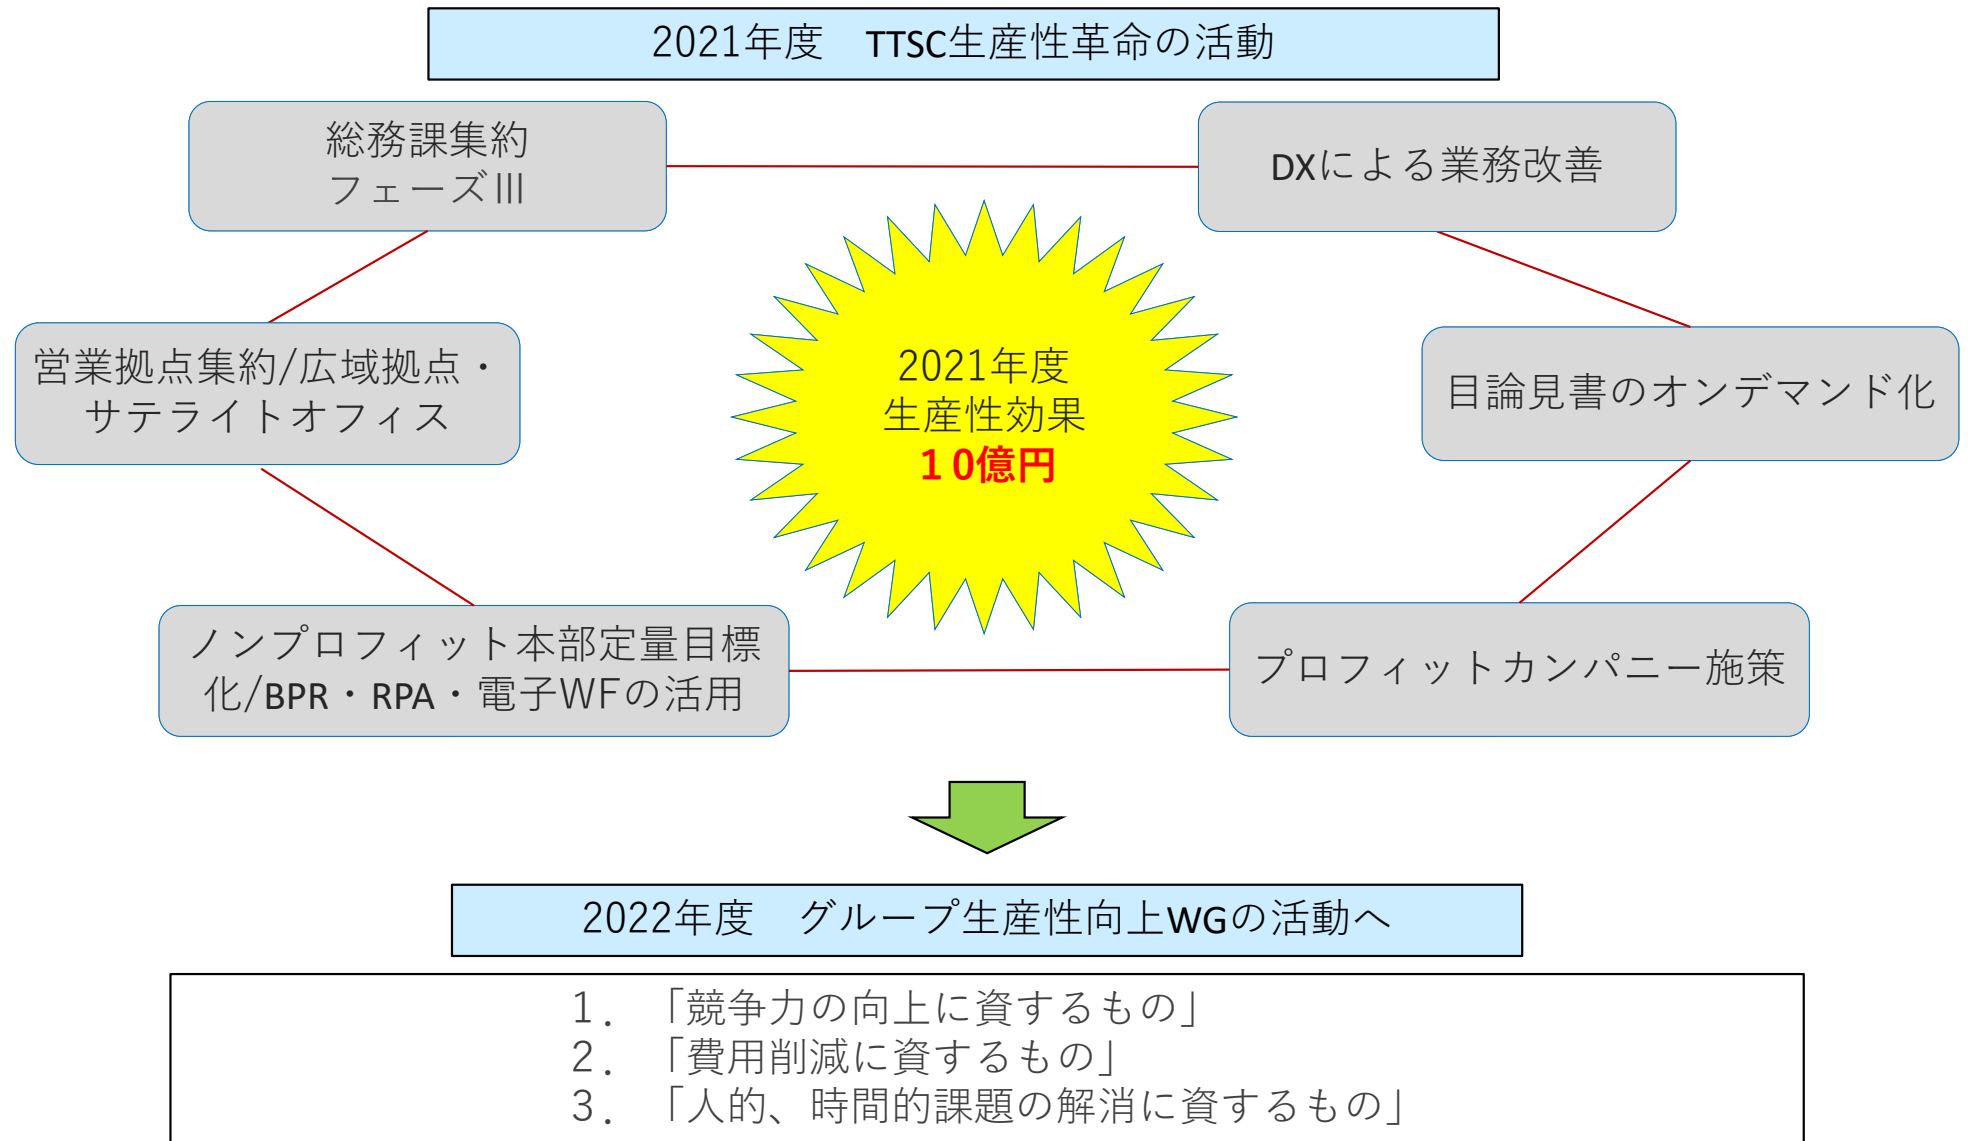 2021年度　TTSC生産性革命の活動
総務課集約
フェーズⅢ
DXによる業務改善
営業拠点集約/広域拠点・
サテライトオフィス
2021年度
生産性効果
１0億円
目論見書のオンデマンド化
ノンプロフィット本部定量目標
化/BPR・RPA・電子WFの活用
プロフィットカンパニー施策
2022年度　グループ生産性向上WGの活動へ
１．「競争力の向上に資するもの」
２．「費用削減に資するもの」
３．「人的、時間的課題の解消に資するもの」